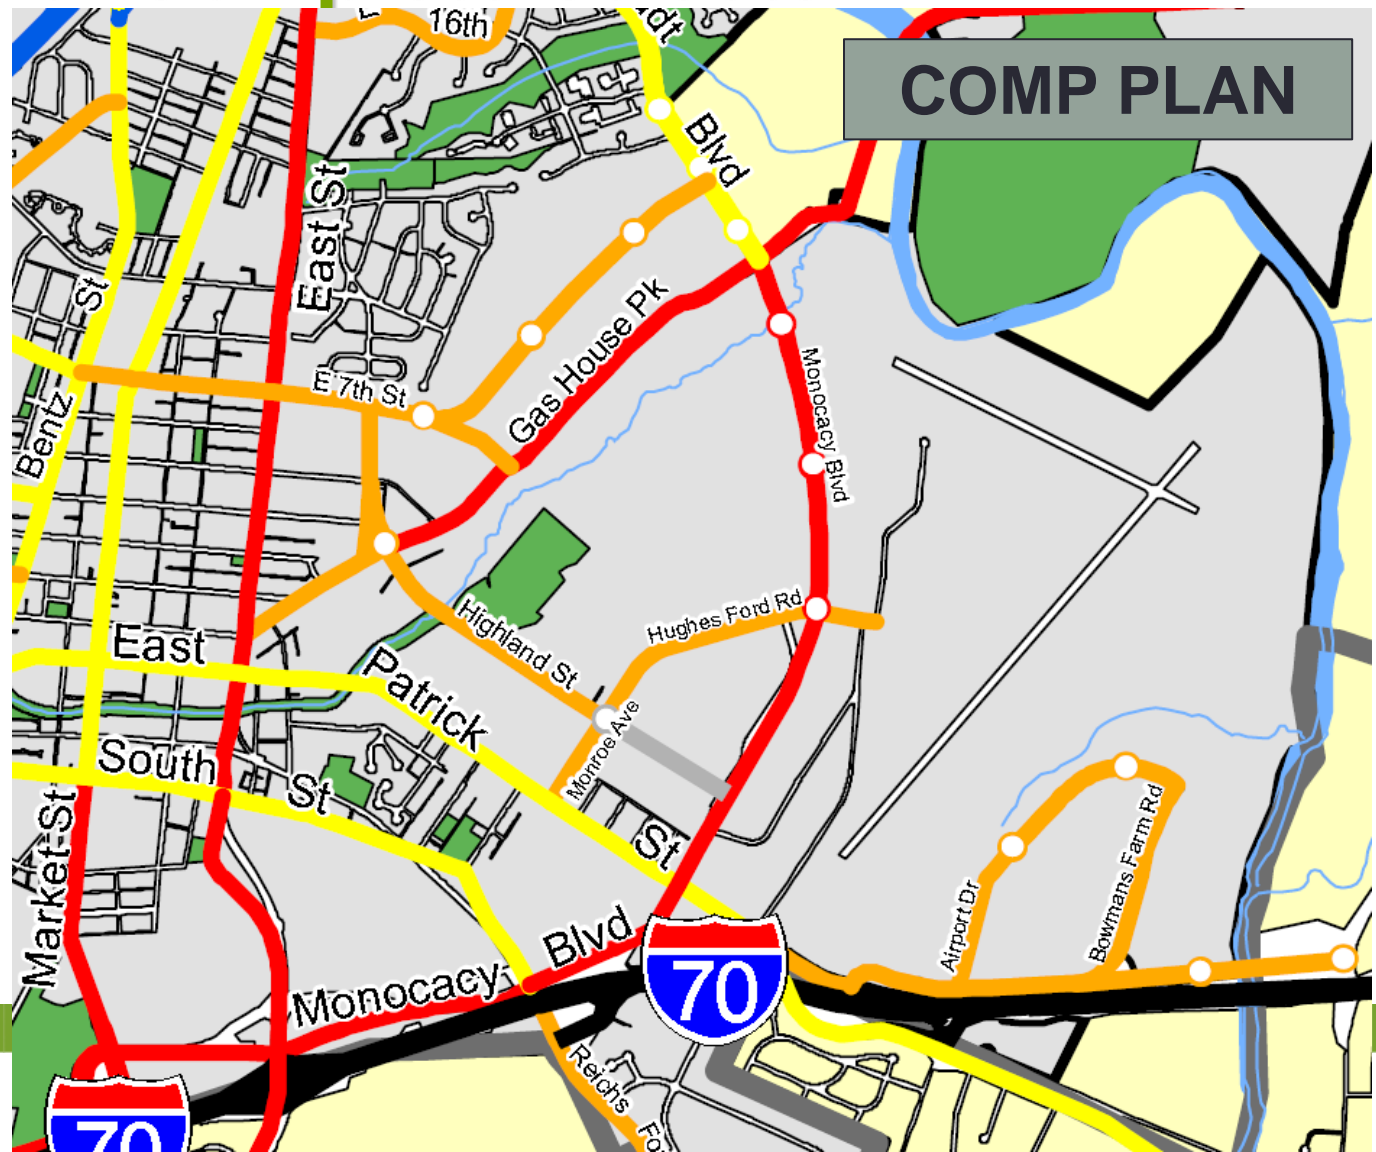 16th
dt
Blvd
COMP PLAN
East St
St
E 7th St
Gas House Pk
Monocacy Blvd
Bentz
Hughes Ford Rd
Highland St
East
Patrick
South
St
Monroe Ave
Market St
St
Blvd
Monocacy
70
Airport Dr
Bowmans Farm Rd
Reichs
70